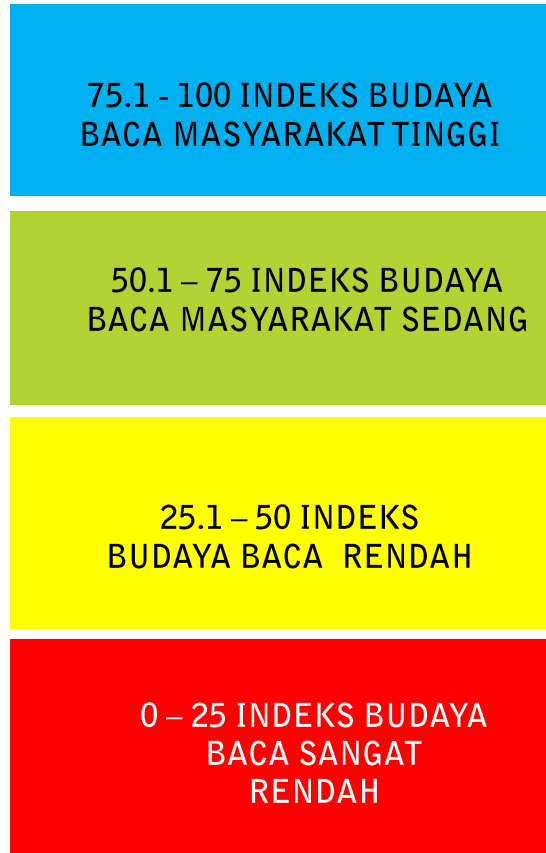 75.1 - 100 INDEKS BUDAYA
BACA MASYARAKAT TINGGI
50.1 – 75 INDEKS BUDAYA
BACA MASYARAKAT SEDANG
25.1 – 50 INDEKS
BUDAYA BACA RENDAH
0 – 25 INDEKS BUDAYA
BACA SANGAT
RENDAH